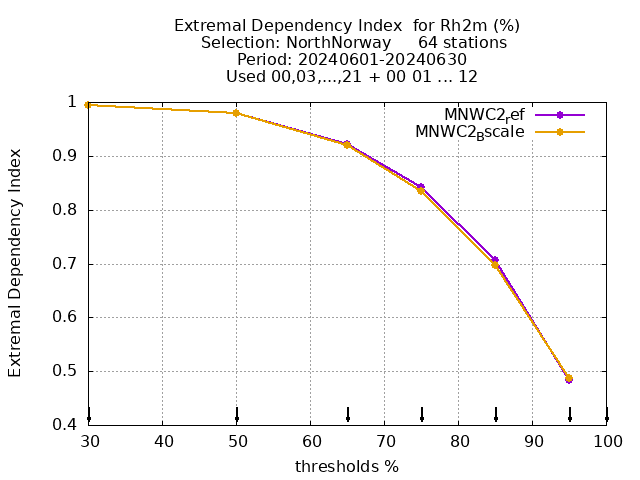 Extremal Dependency Index  for Rh2m (%)
Selection: NorthNorway     64 stations
Period: 20240601-20240630
Used 00,03,...,21 + 00 01 ... 12
MNWC2ref
MNWC2Bscale
Extremal Dependency Index
1
0.9
0.8
0.7
0.6
0.5
0.4
30 40 50 60 70 80 90 100
thresholds %